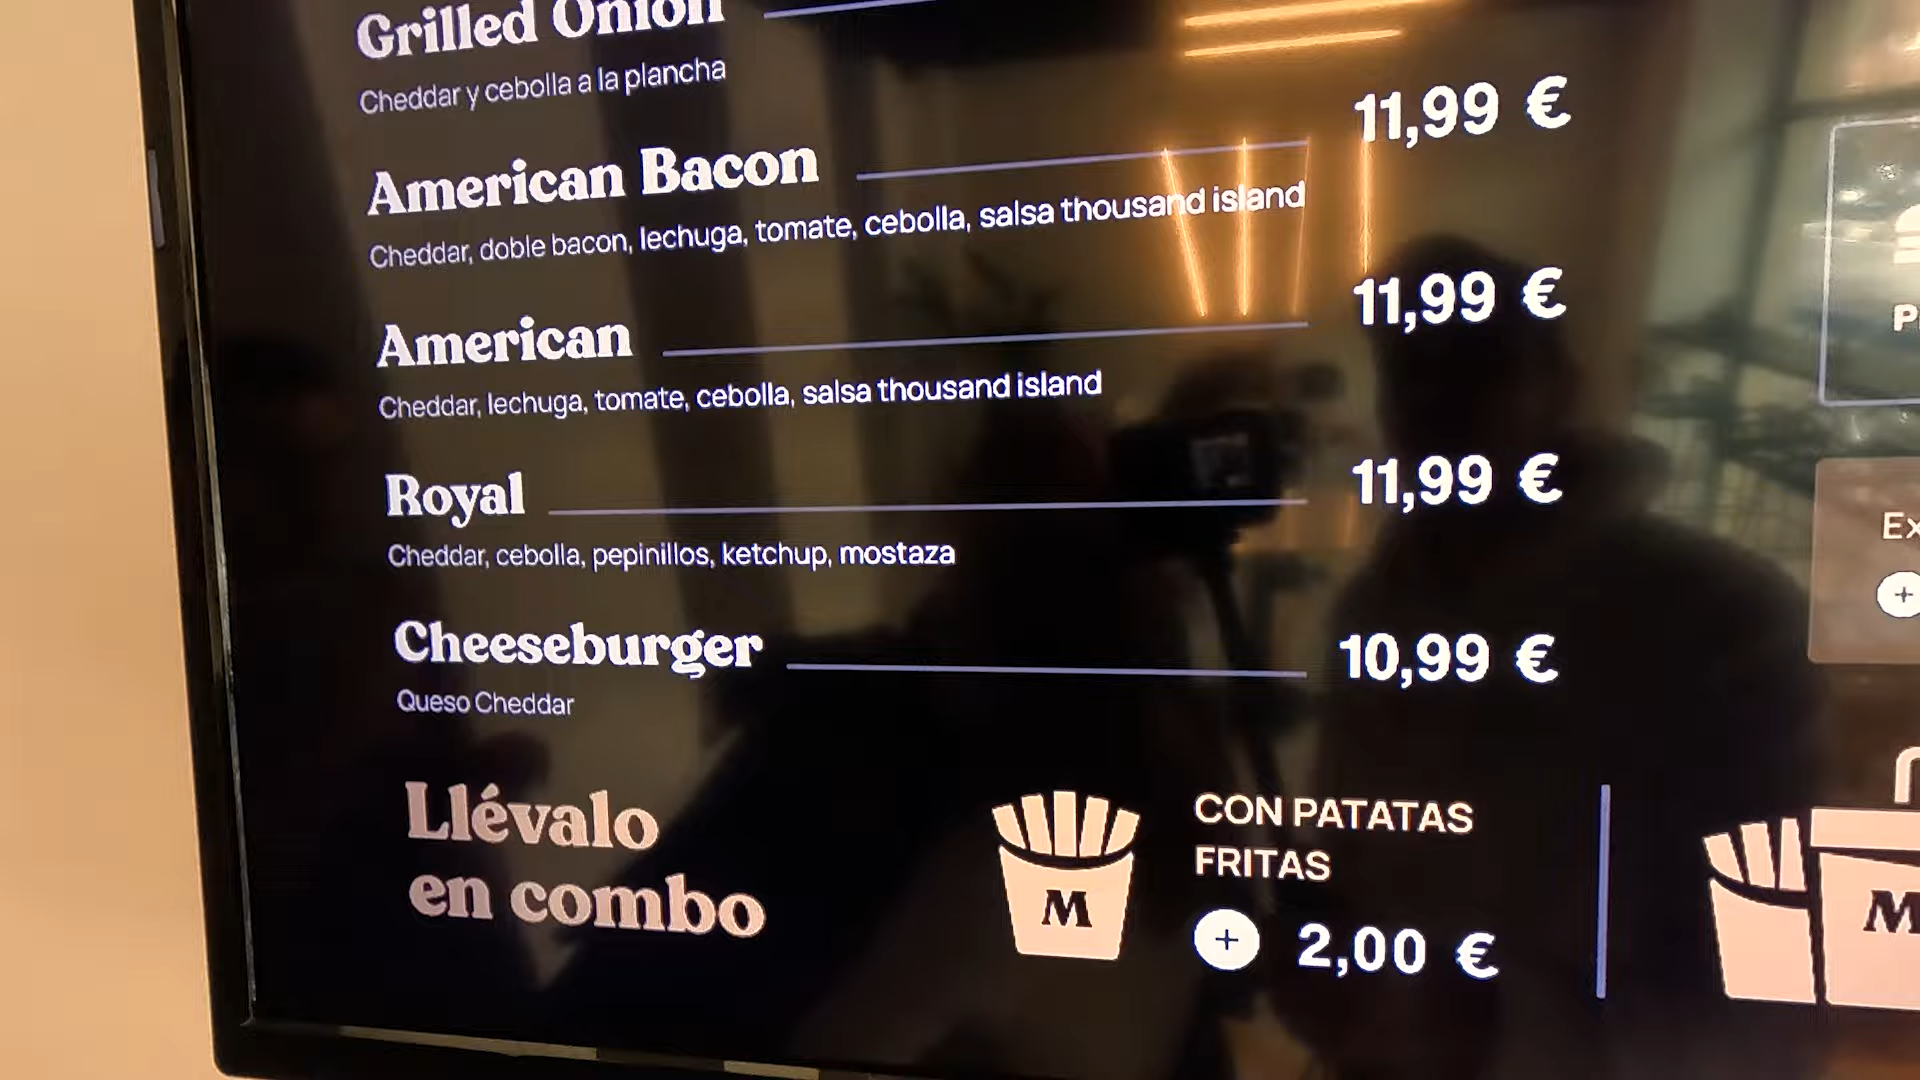 Grilled Onion
Cheddar y cebolla a la plancha
American Bacon 11,99 €
Cheddar, doble bacon, lechuga, tomate, cebolla, salsa thousand island
American 11,99 €
Cheddar, lechuga, tomate, cebolla, salsa thousand island
Royal 11,99 €
Cheddar, cebolla, pepinillos, ketchup, mostaza
Cheeseburger 10,99 €
Queso Cheddar
Llévalo
en combo
M
CON PATATAS
FRITAS
+ 2,00 €
M
P
Ex
+